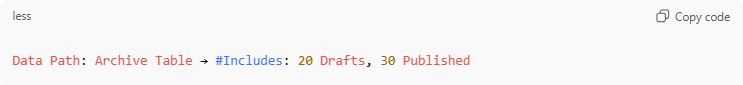 less
Copy code
Data Path: Archive Table → #Includes: 20 Drafts, 30 Published